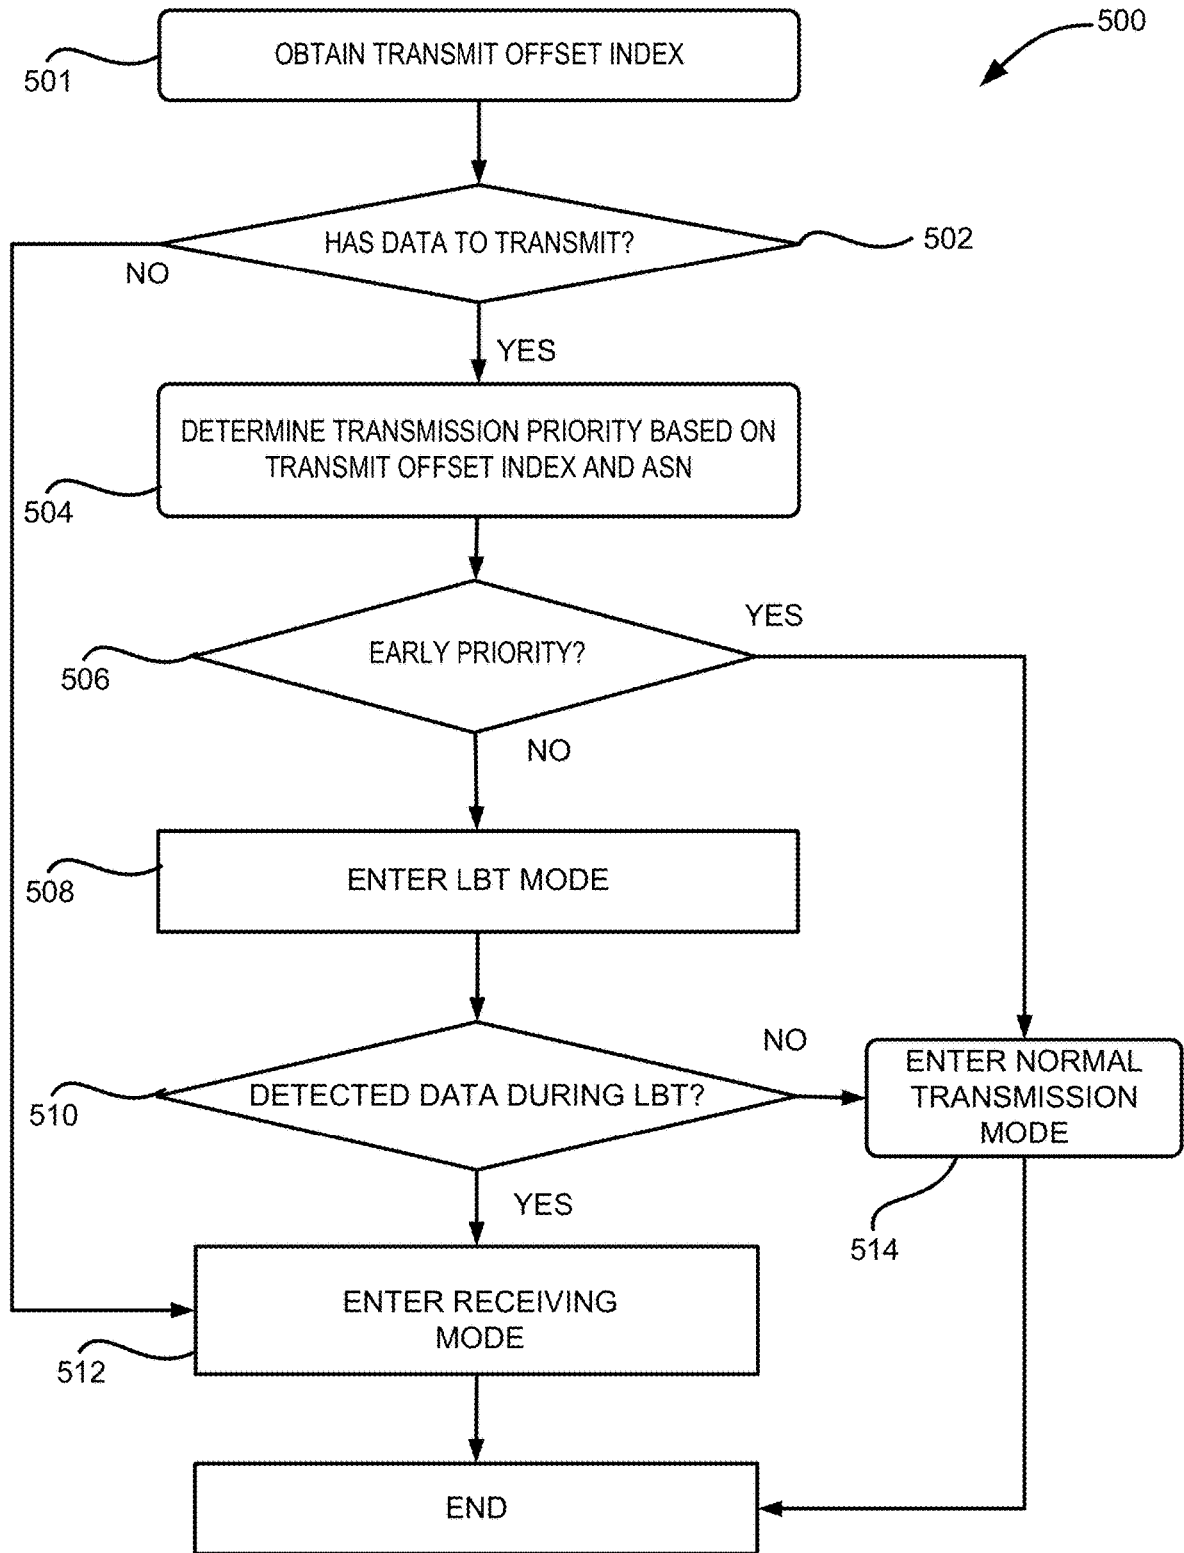 500
OBTAIN TRANSMIT OFFSET INDEX
501
HAS DATA TO TRANSMIT?
502
NO
YES
DETERMINE TRANSMISSION PRIORITY BASED ON
TRANSMIT OFFSET INDEX AND ASN
504
YES
EARLY PRIORITY?
506
NO
ENTER LBT MODE
508
NO
DETECTED DATA DURING LBT?
510
ENTER NORMAL
TRANSMISSION
MODE
YES
514
ENTER RECEIVING
MODE
512
END